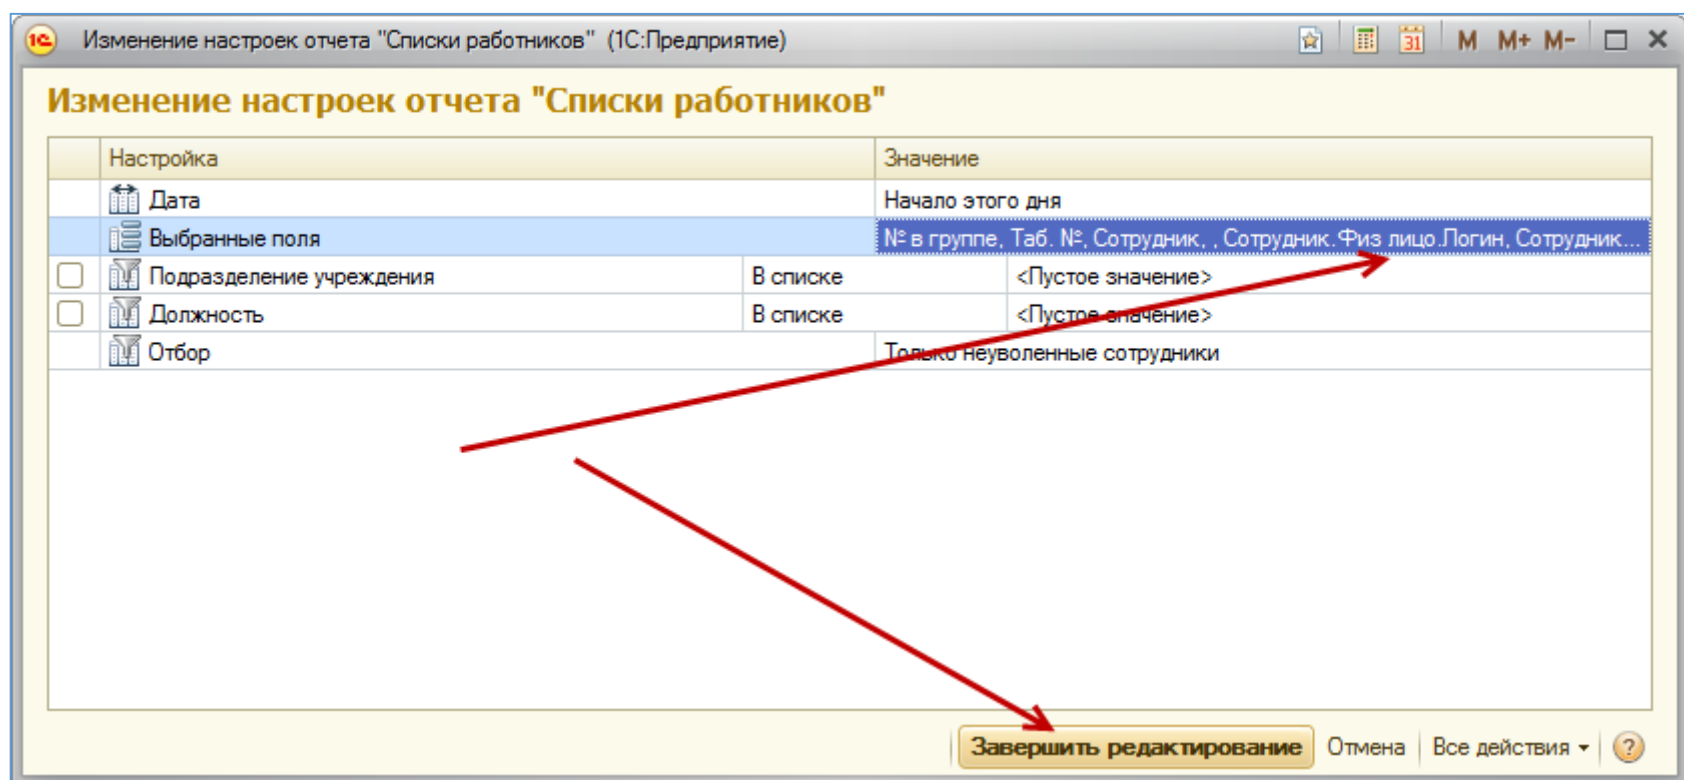 1С Изменение настроек отчета "Списки работников" (1С:Предприятие) 31 M M+ M-
Изменение настроек отчета "Списки работников"
Настройка Значение
Дата Начало этого дня
Выбранные поля № в группе, Таб. №, Сотрудник, , Сотрудник.Физ лицо.Логин, Сотрудник...
Подразделение учреждения В списке <Пустое значение>
Должность В списке <Пустое значение>
Отбор Только неуволенные сотрудники
Завершить редактирование Отмена Все действия ?